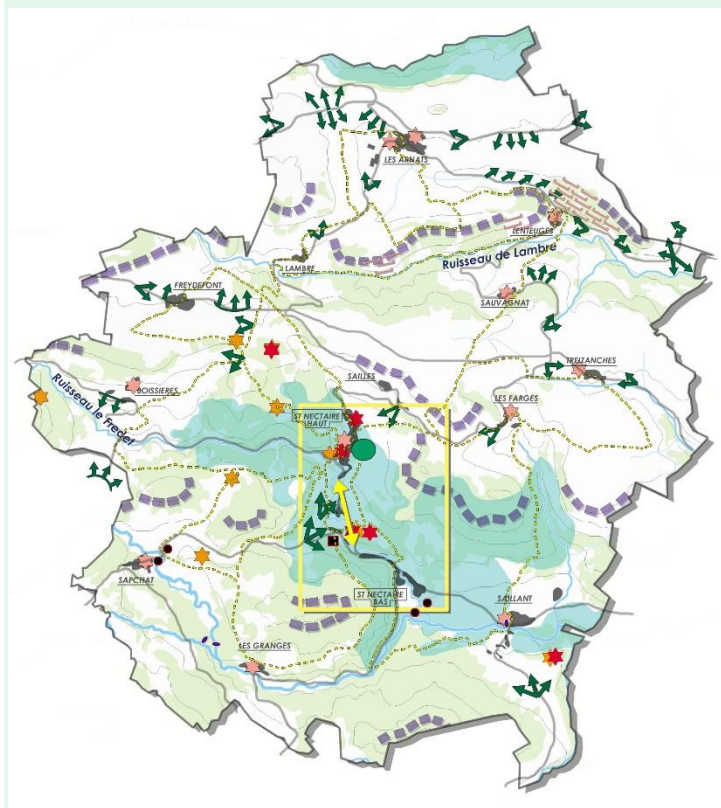 LES ARNATS
LENTEUGES
Ruisseau de Lambre
LAMBRE
FREYDEFONT
SAUVAGNAT
SAILLES
TREIZANCHES
BOISSIERES
Ruisseau le Fredet
LES FARGES
ST NECTAIRE
HAUT
SAPCHAT
ST NECTAIRE
BAS
SAILLANT
LES GRANGES